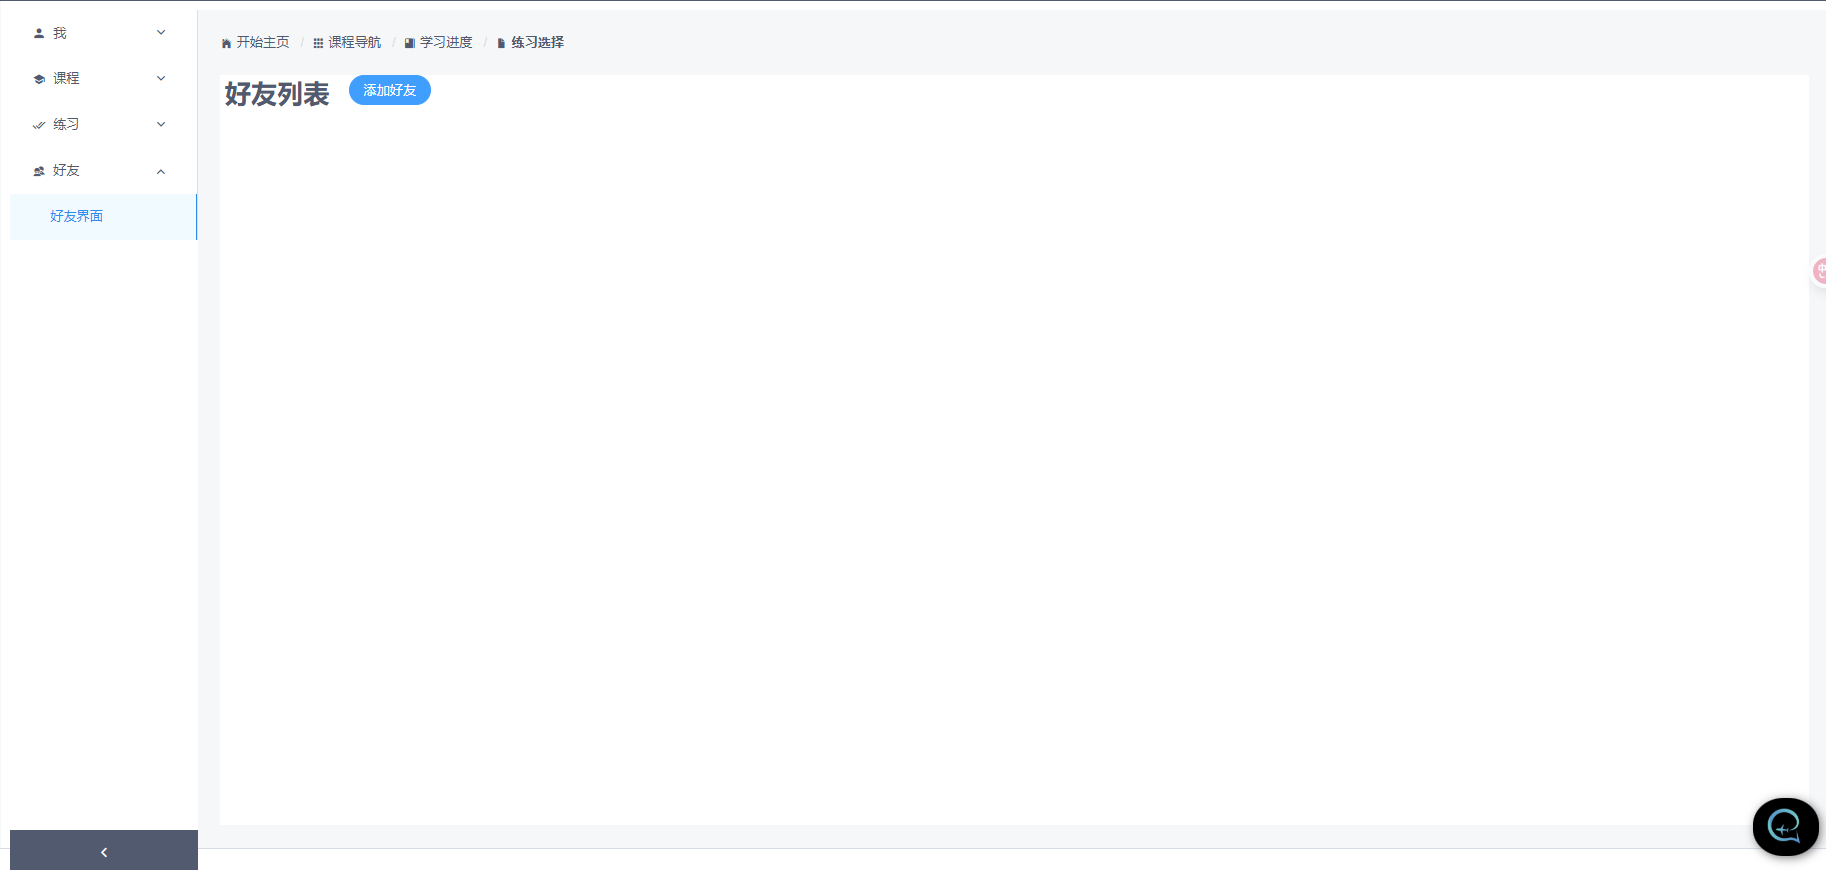 我
课程
练习
好友
好友界面
开始主页 / 课程导航 / 学习进度 / 练习选择
好友列表 添加好友